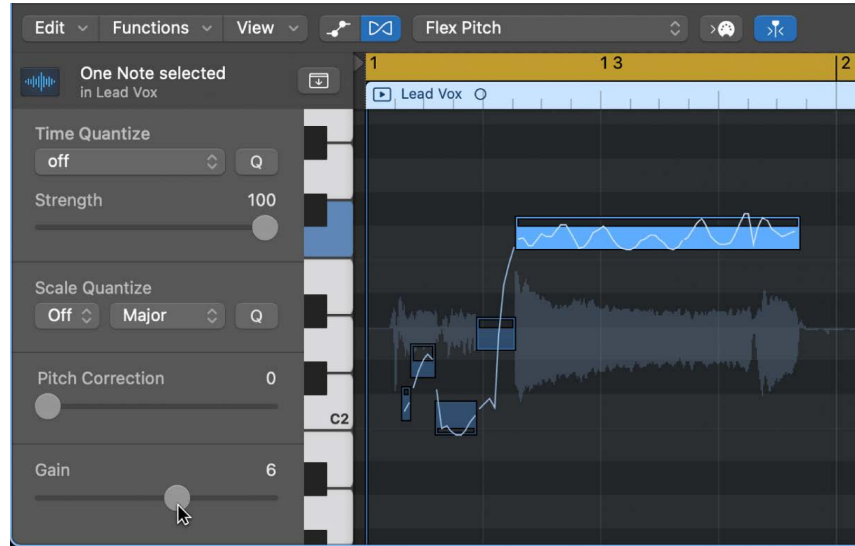 Edit Functions View Flex Pitch
One Note selected
in Lead Vox
1 1 3 2
Lead Vox
Time Quantize
off Q
Strength 100
Scale Quantize
Off Major Q
Pitch Correction 0
C2
Gain 6